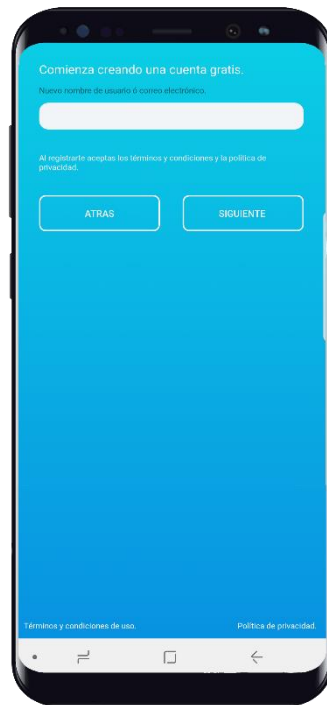 Comienza creando una cuenta gratis.
Nuevo nombre de usuario ó correo electrónico.
Al registrarte aceptas los términos y condiciones y la política de
privacidad.
ATRAS
SIGUIENTE
Términos y condiciones de uso.
Política de privacidad.